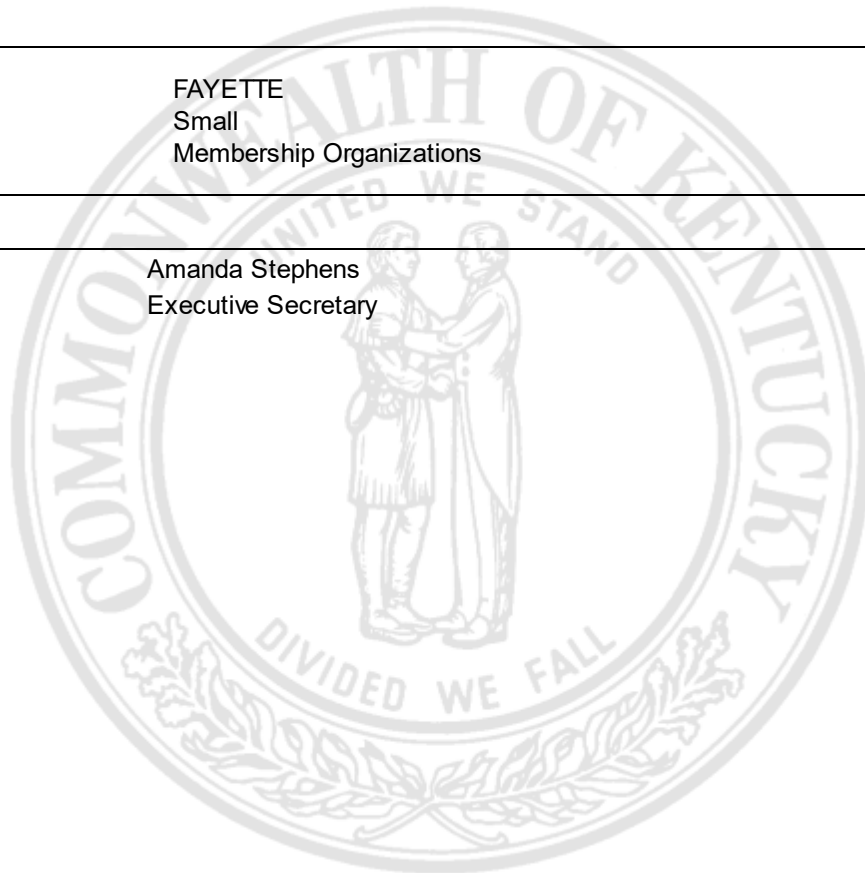 COMMONWEALTH OF KENTUCKY
FAYETTE
Small
Membership Organizations
UNITED WE STAND
Amanda Stephens
Executive Secretary
DIVIDED WE FALL